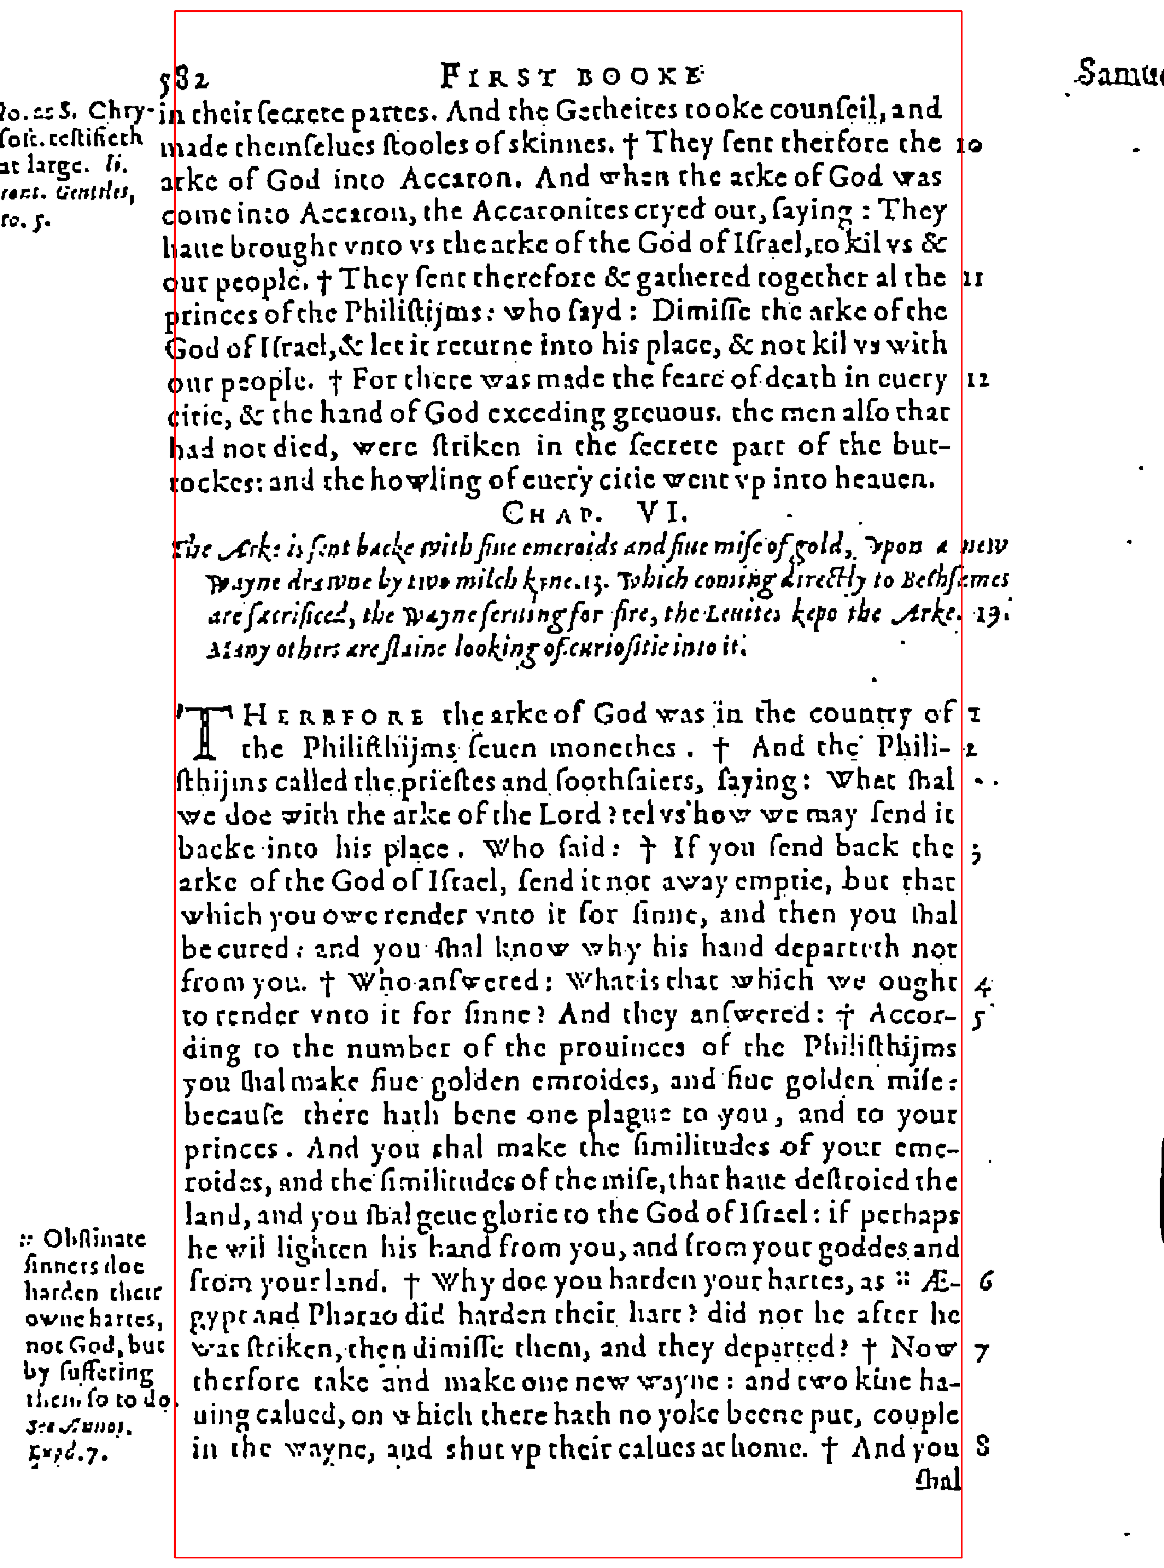 582 FIRST BOOKE Samue
Io. as S. Chry-
sost. testifieth
at large. li.
cont. Gentiles,
to. 5.
in their secrete partes. And the Getheites tooke counseil, and
made themselues stooles of skinnes. † They sent therfore the 10
arke of God into Accaron. And when the arke of God was
come into Accaron, the Accaronites cryed out, saying : They
haue brought vnto vs the arke of the God of Israel, to kil vs &
our people. † They sent therefore & gathered together al the 11
princes of the Philistijms: who sayd : Dimisse the arke of the
God of Israel, & let it returne into his place, & not kil vs with
our people. † For there was made the feare of death in euery 12
citie, & the hand of God exceding greuous. the men also that
had not died, were striken in the secrete part of the but-
tockes: and the howling of euery citie went vp into heauen.
CHAP. VI.
The Arke is sent backe with fiue emeroids and fiue mise of gold, vpon a new
wayne drawne by two milch kyne. 13. Which coming directly to Bethsemes
are sacrificed, the wayne seruing for fire, the Leuites kepo the Arke. 19.
Many others are slaine looking of curiositie into it.
THEREFORE the arke of God was in the country of 1
the Philisthijms seuen monethes. † And the Phili- 2
sthijms called the priestes and soothsaiers, saying: What shal
we doe with the arke of the Lord? tel vs how we may send it
backe into his place. Who said: † If you send back the 3
arke of the God of Israel, send it not away emptie, but that
which you owe render vnto it for sinne, and then you shal
be cured: and you shal know why his hand departeth not
from you. † Who answered: What is that which we ought 4
to render vnto it for sinne? And they answered: † Accor- 5
ding to the number of the prouinces of the Philisthijms
you shal make fiue golden emroides, and fiue golden mise:
because there hath bene one plague to you, and to your
princes. And you shal make the similitudes of your eme-
roides, and the similitudes of the mise, that haue destroied the
land, and you shal geue glorie to the God of Israel: if perhaps
he wil lighten his hand from you, and from your goddes and
from your land. † Why doe you harden your hartes, as :: Æ- 6
gypt and Pharao did harden their hart? did not he after he
was striken, then dimisse them, and they departed? † Now 7
therfore take and make one new wayne: and two kine ha-
uing calued, on which there hath no yoke beene put, couple
in the wayne, and shut vp their calues at home. † And you 8
shal
:: Obstinate
sinners doe
harden their
owne hartes,
not God, but
by suffering
them so to do.
See Annot.
Exod. 7.